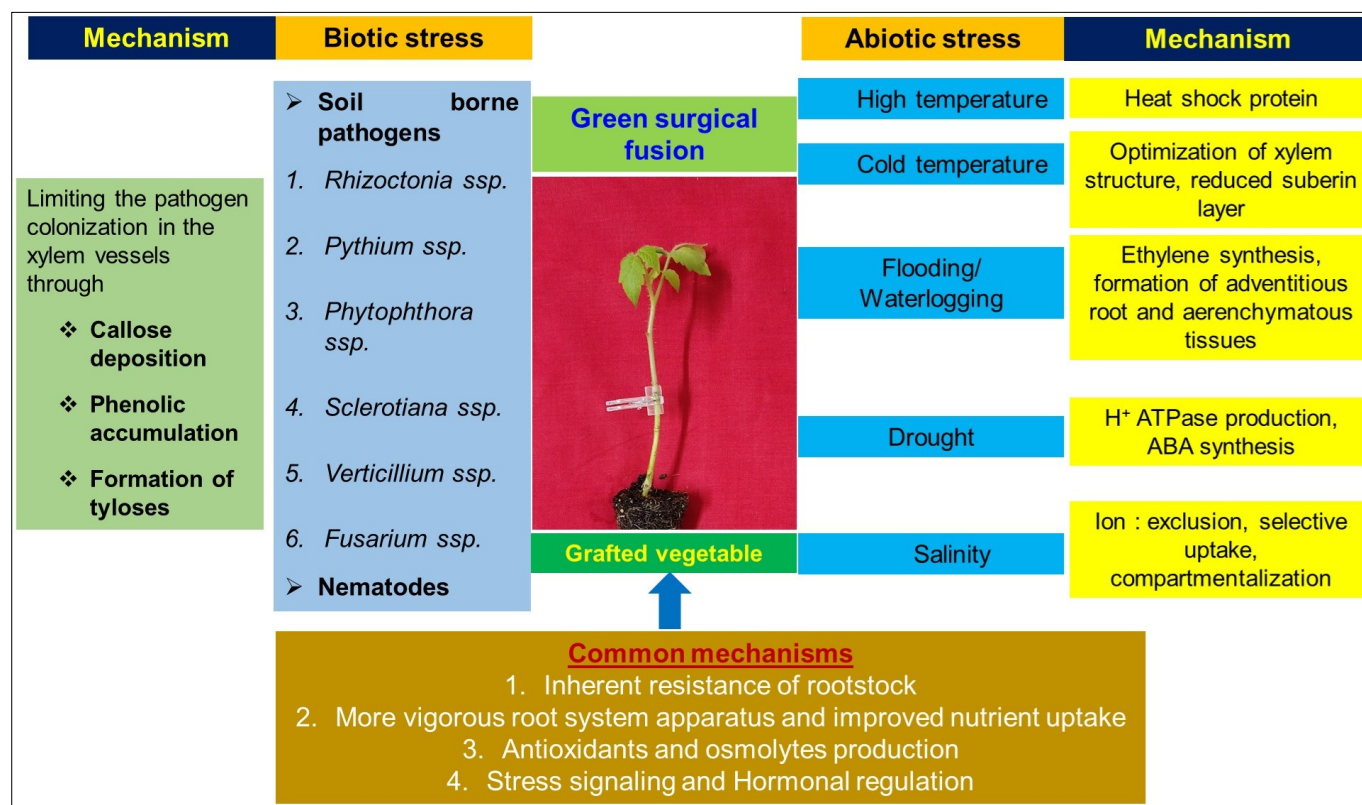 Mechanism
Limiting the pathogen
colonization in the
xylem vessels
through
❖ Callose
deposition
❖ Phenolic
accumulation
❖ Formation of
tyloses
Biotic stress
➢ Soil borne
pathogens
1. Rhizoctonia ssp.
2. Pythium ssp.
3. Phytophthora
ssp.
4. Sclerotiana ssp.
5. Verticillium ssp.
6. Fusarium ssp.
➢ Nematodes
Green surgical
fusion
Grafted vegetable
Abiotic stress
Mechanism
High temperature
Heat shock protein
Cold temperature
Optimization of xylem
structure, reduced suberin
layer
Flooding/
Waterlogging
Ethylene synthesis,
formation of adventitious
root and aerenchymatous
tissues
Drought
H⁺ ATPase production,
ABA synthesis
Salinity
Ion : exclusion, selective
uptake,
compartmentalization
Common mechanisms
1. Inherent resistance of rootstock
2. More vigorous root system apparatus and improved nutrient uptake
3. Antioxidants and osmolytes production
4. Stress signaling and Hormonal regulation